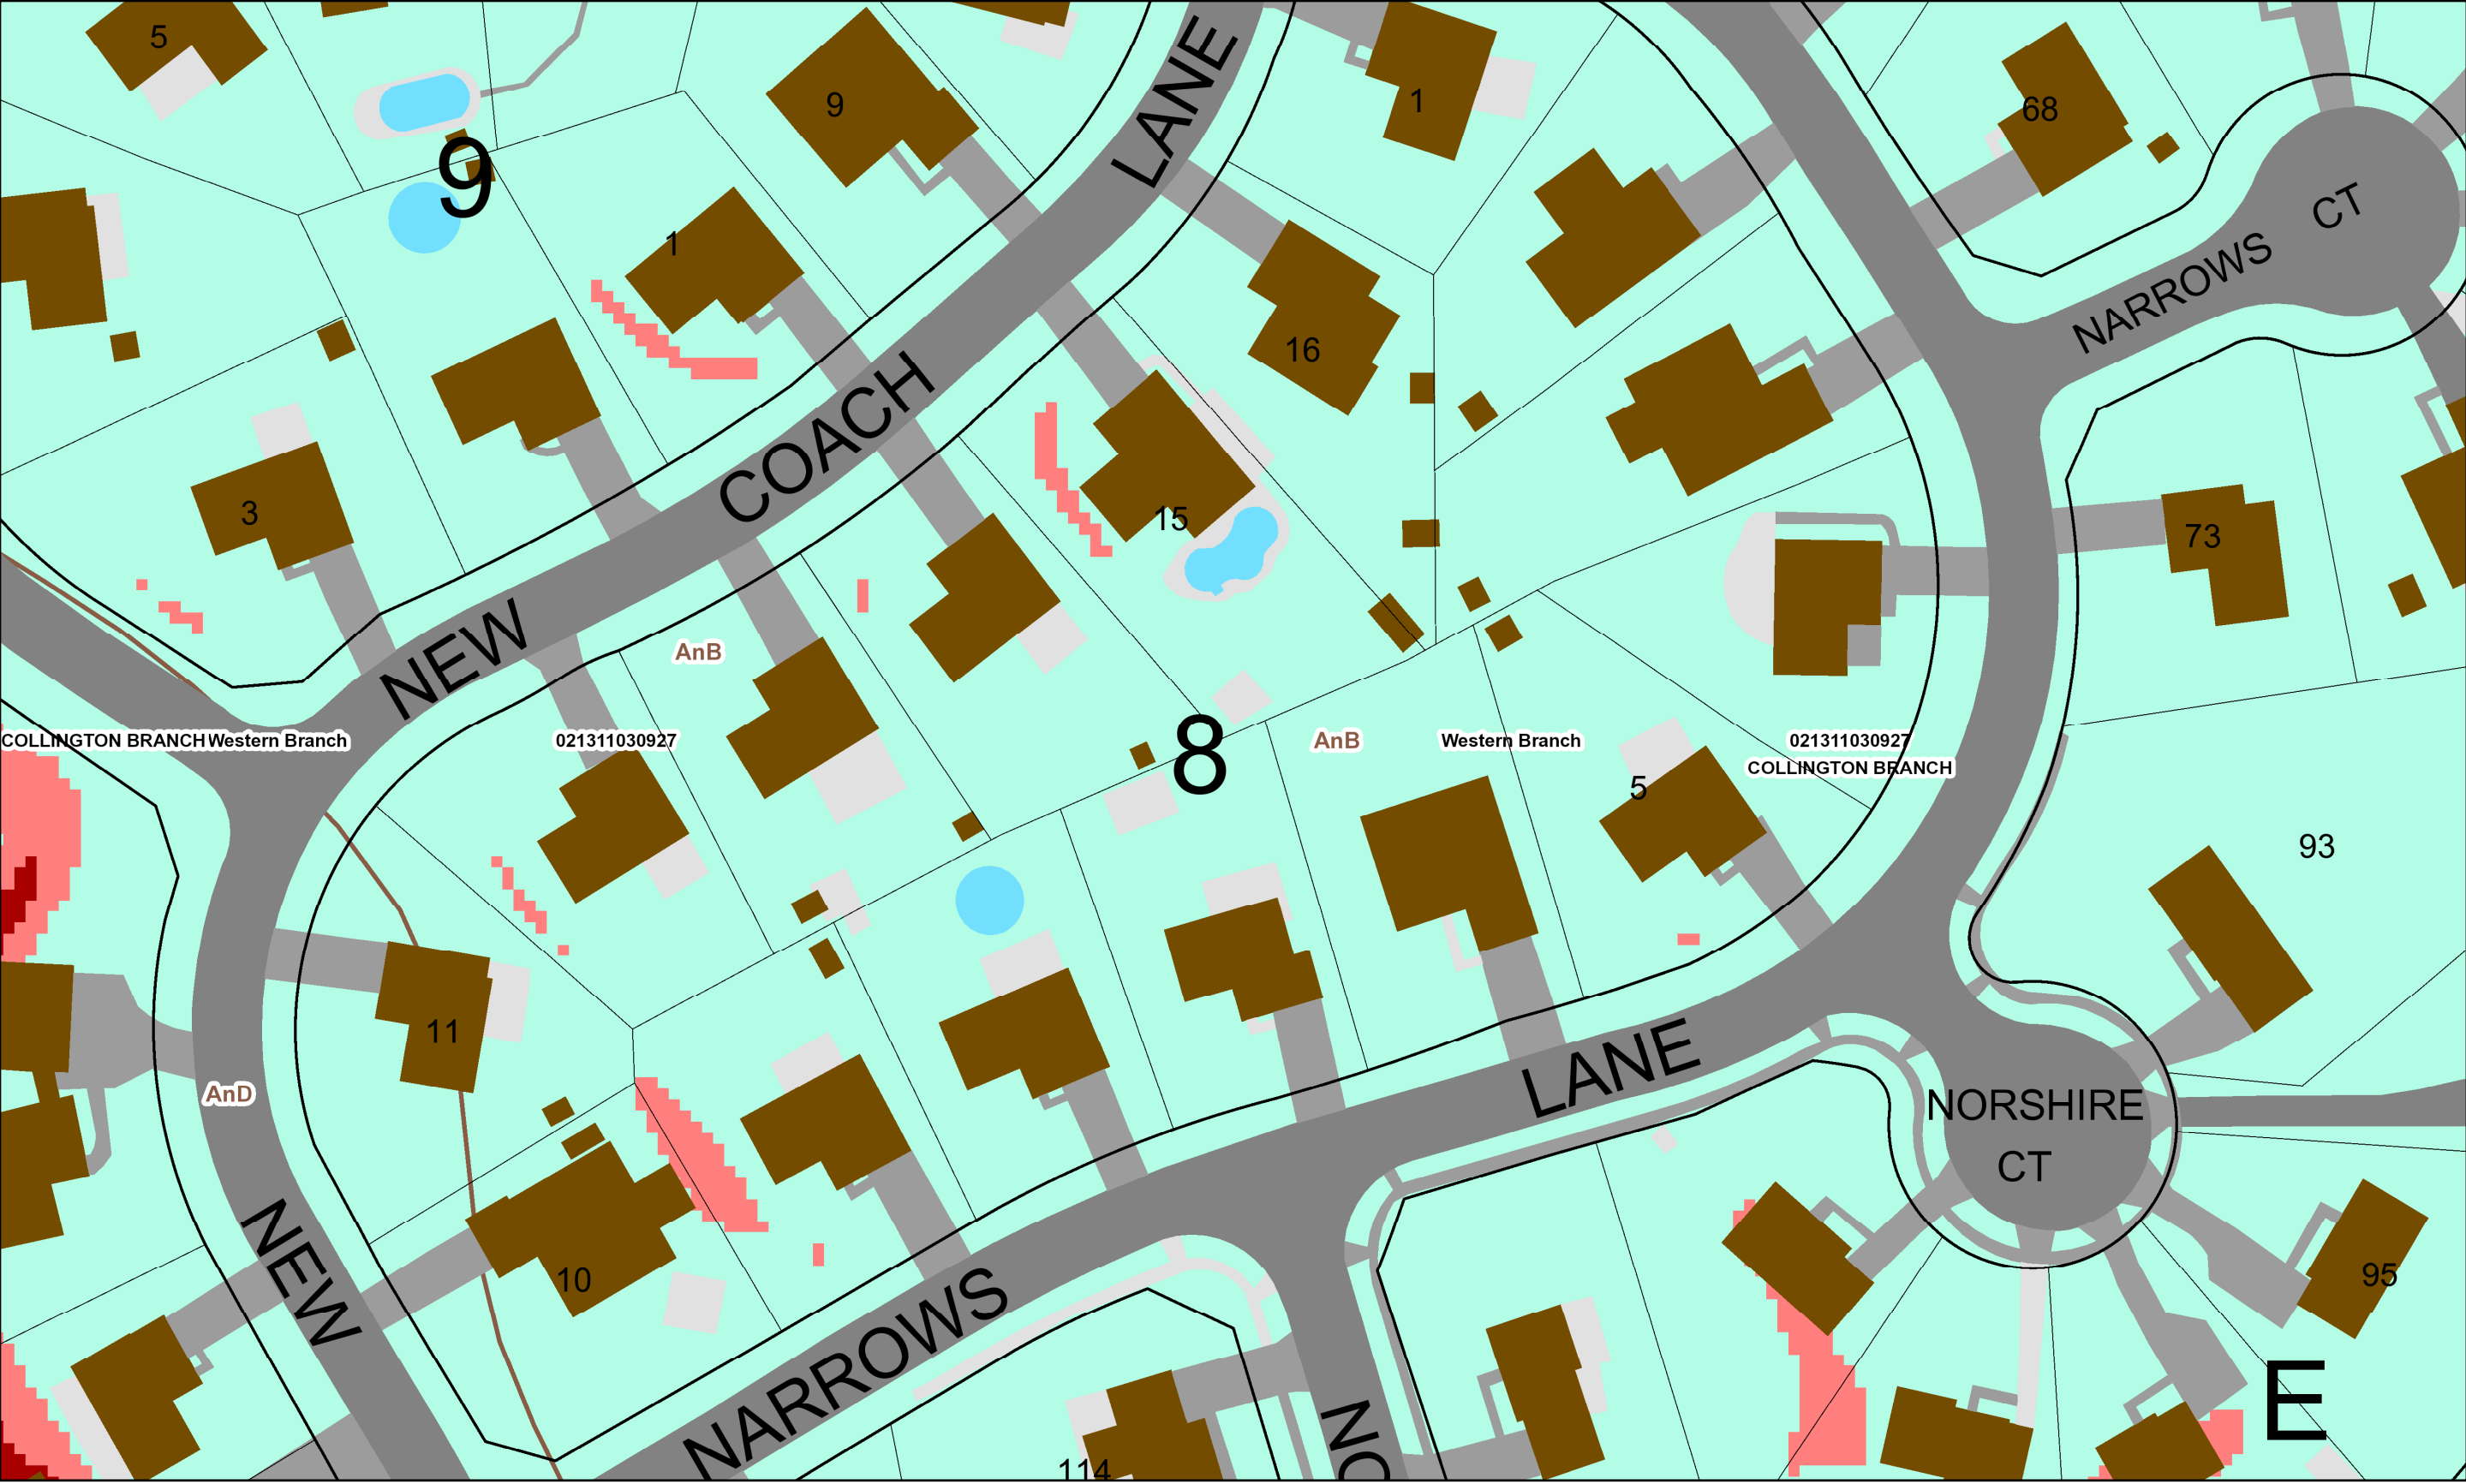 5
9
LANE
1
68
9
CT
1
NARROWS
16
COACH
3
15
73
NEW
AnB
8
AnB
COLLINGTON BRANCH Western Branch
021311030927
Western Branch
021311030927
COLLINGTON BRANCH
5
93
11
LANE
AnD
NORSHIRE
CT
NEW
10
95
NARROWS
E
NO
114